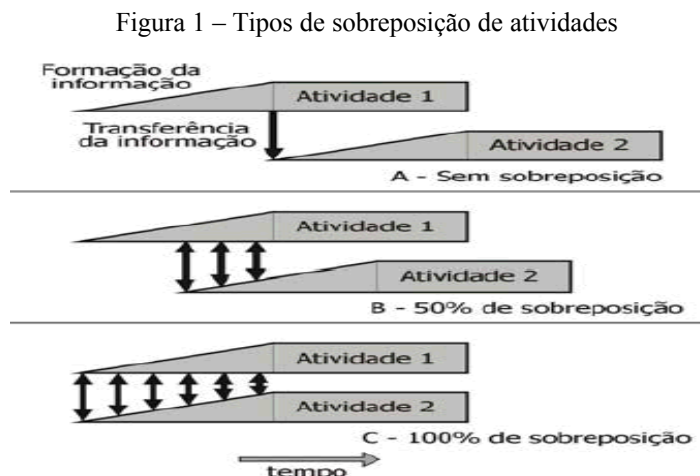 Figura 1 – Tipos de sobreposição de atividades
Formação da
informação
Atividade 1
Transferência
da informação
Atividade 2
A - Sem sobreposição
Atividade 1
Atividade 2
B - 50% de sobreposição
Atividade 1
Atividade 2
C - 100% de sobreposição
tempo